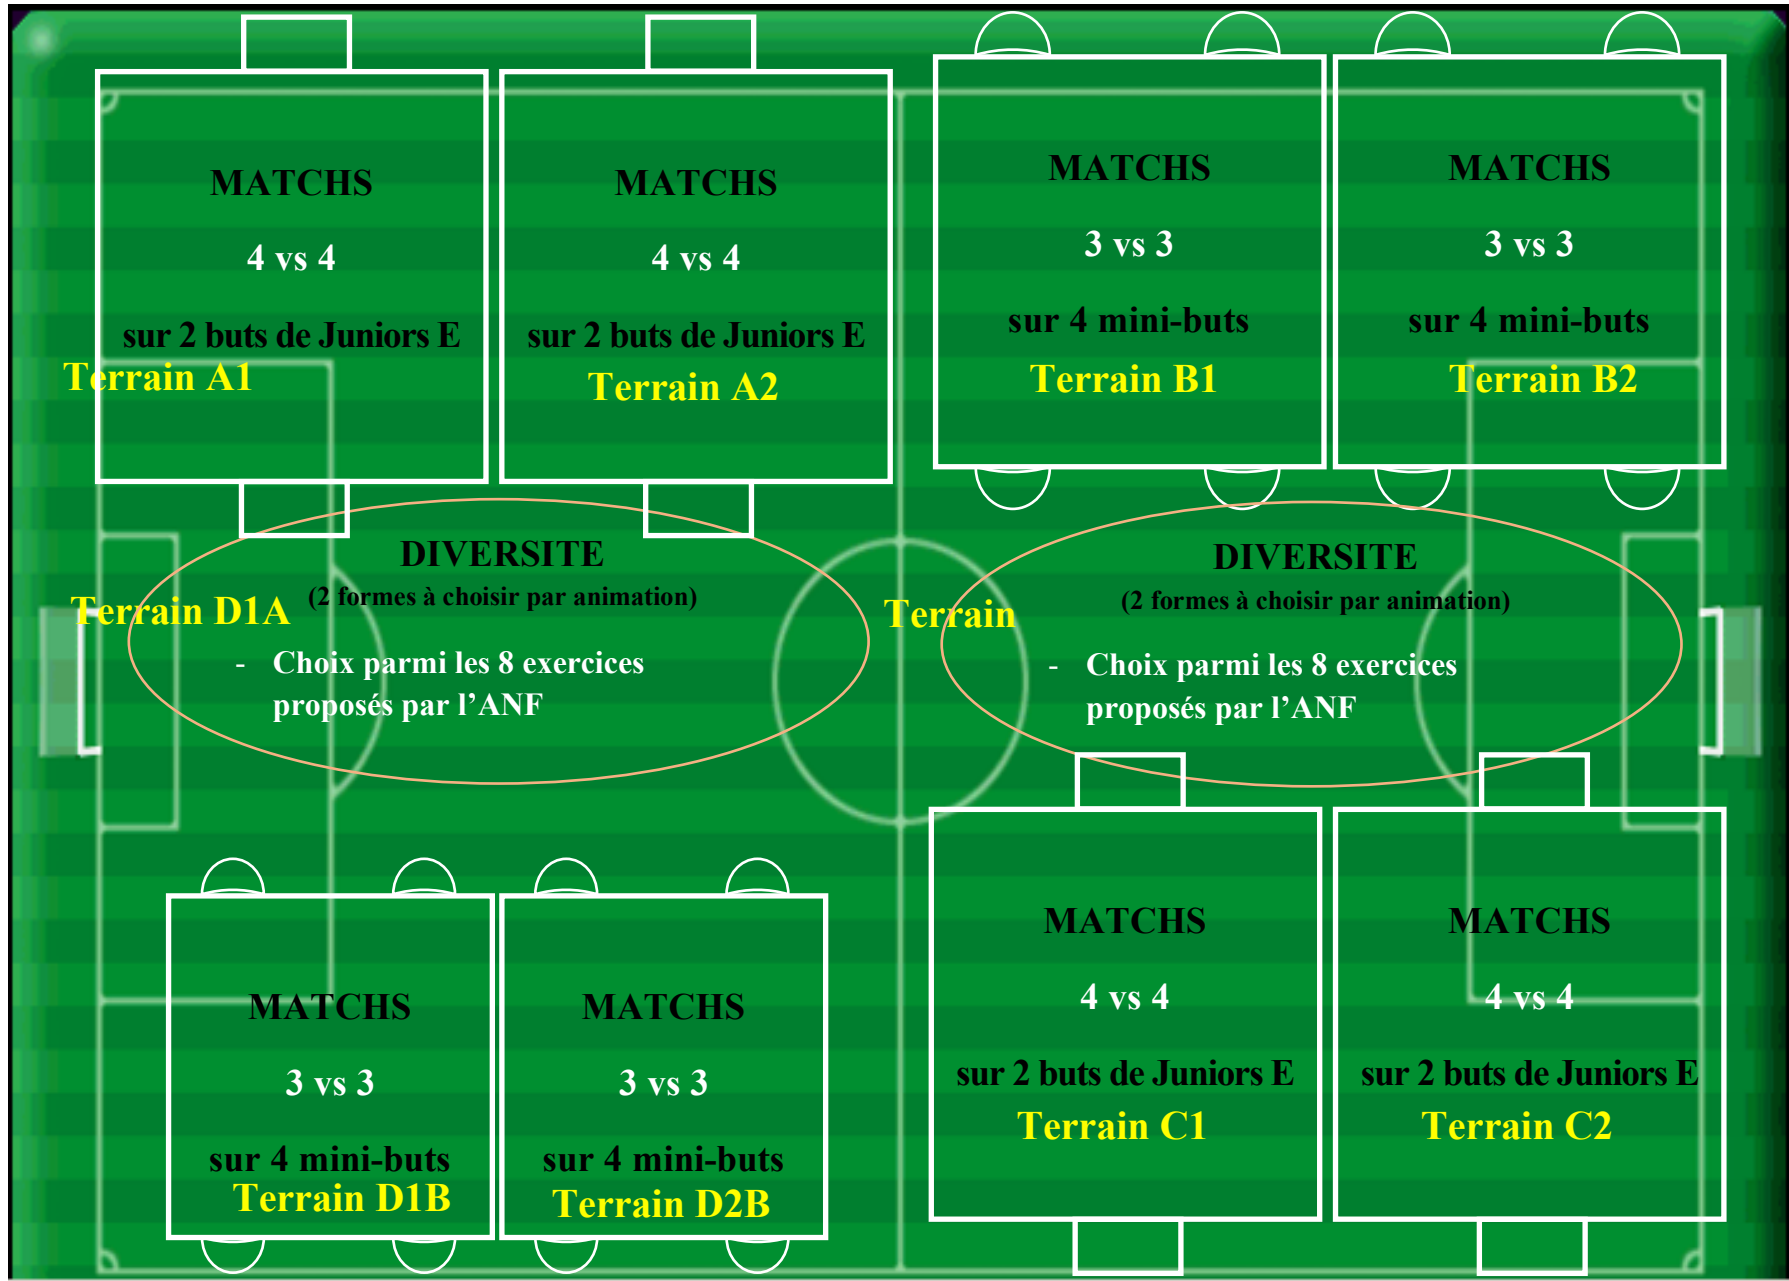 MATCHS
4 vs 4
sur 2 buts de Juniors E
Terrain A1
MATCHS
4 vs 4
sur 2 buts de Juniors E
Terrain A2
MATCHS
3 vs 3
sur 4 mini-buts
Terrain B1
MATCHS
3 vs 3
sur 4 mini-buts
Terrain B2
DIVERSITE
(2 formes à choisir par animation)
Terrain D1A
- Choix parmi les 8 exercices
proposés par l’ANF
DIVERSITE
(2 formes à choisir par animation)
Terrain
- Choix parmi les 8 exercices
proposés par l’ANF
MATCHS
3 vs 3
sur 4 mini-buts
Terrain D1B
MATCHS
3 vs 3
sur 4 mini-buts
Terrain D2B
MATCHS
4 vs 4
sur 2 buts de Juniors E
Terrain C1
MATCHS
4 vs 4
sur 2 buts de Juniors E
Terrain C2